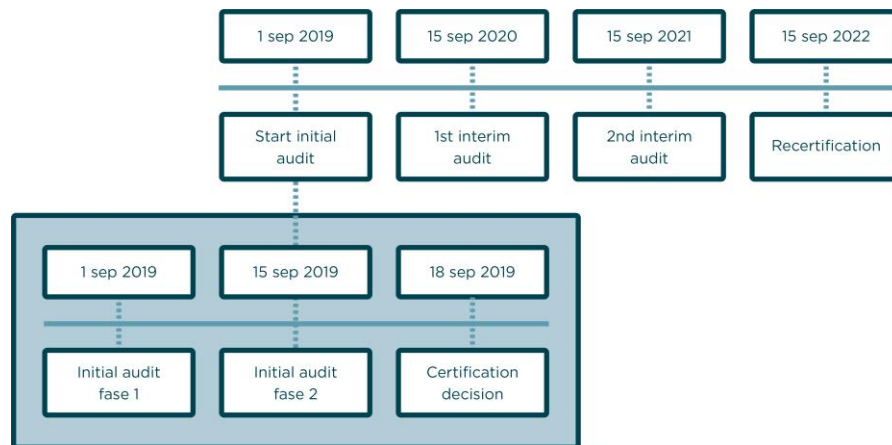 1 sep 2019
15 sep 2020
15 sep 2021
15 sep 2022
Start initial
audit
1st interim
audit
2nd interim
audit
Recertification
1 sep 2019
15 sep 2019
18 sep 2019
Initial audit
fase 1
Initial audit
fase 2
Certification
decision